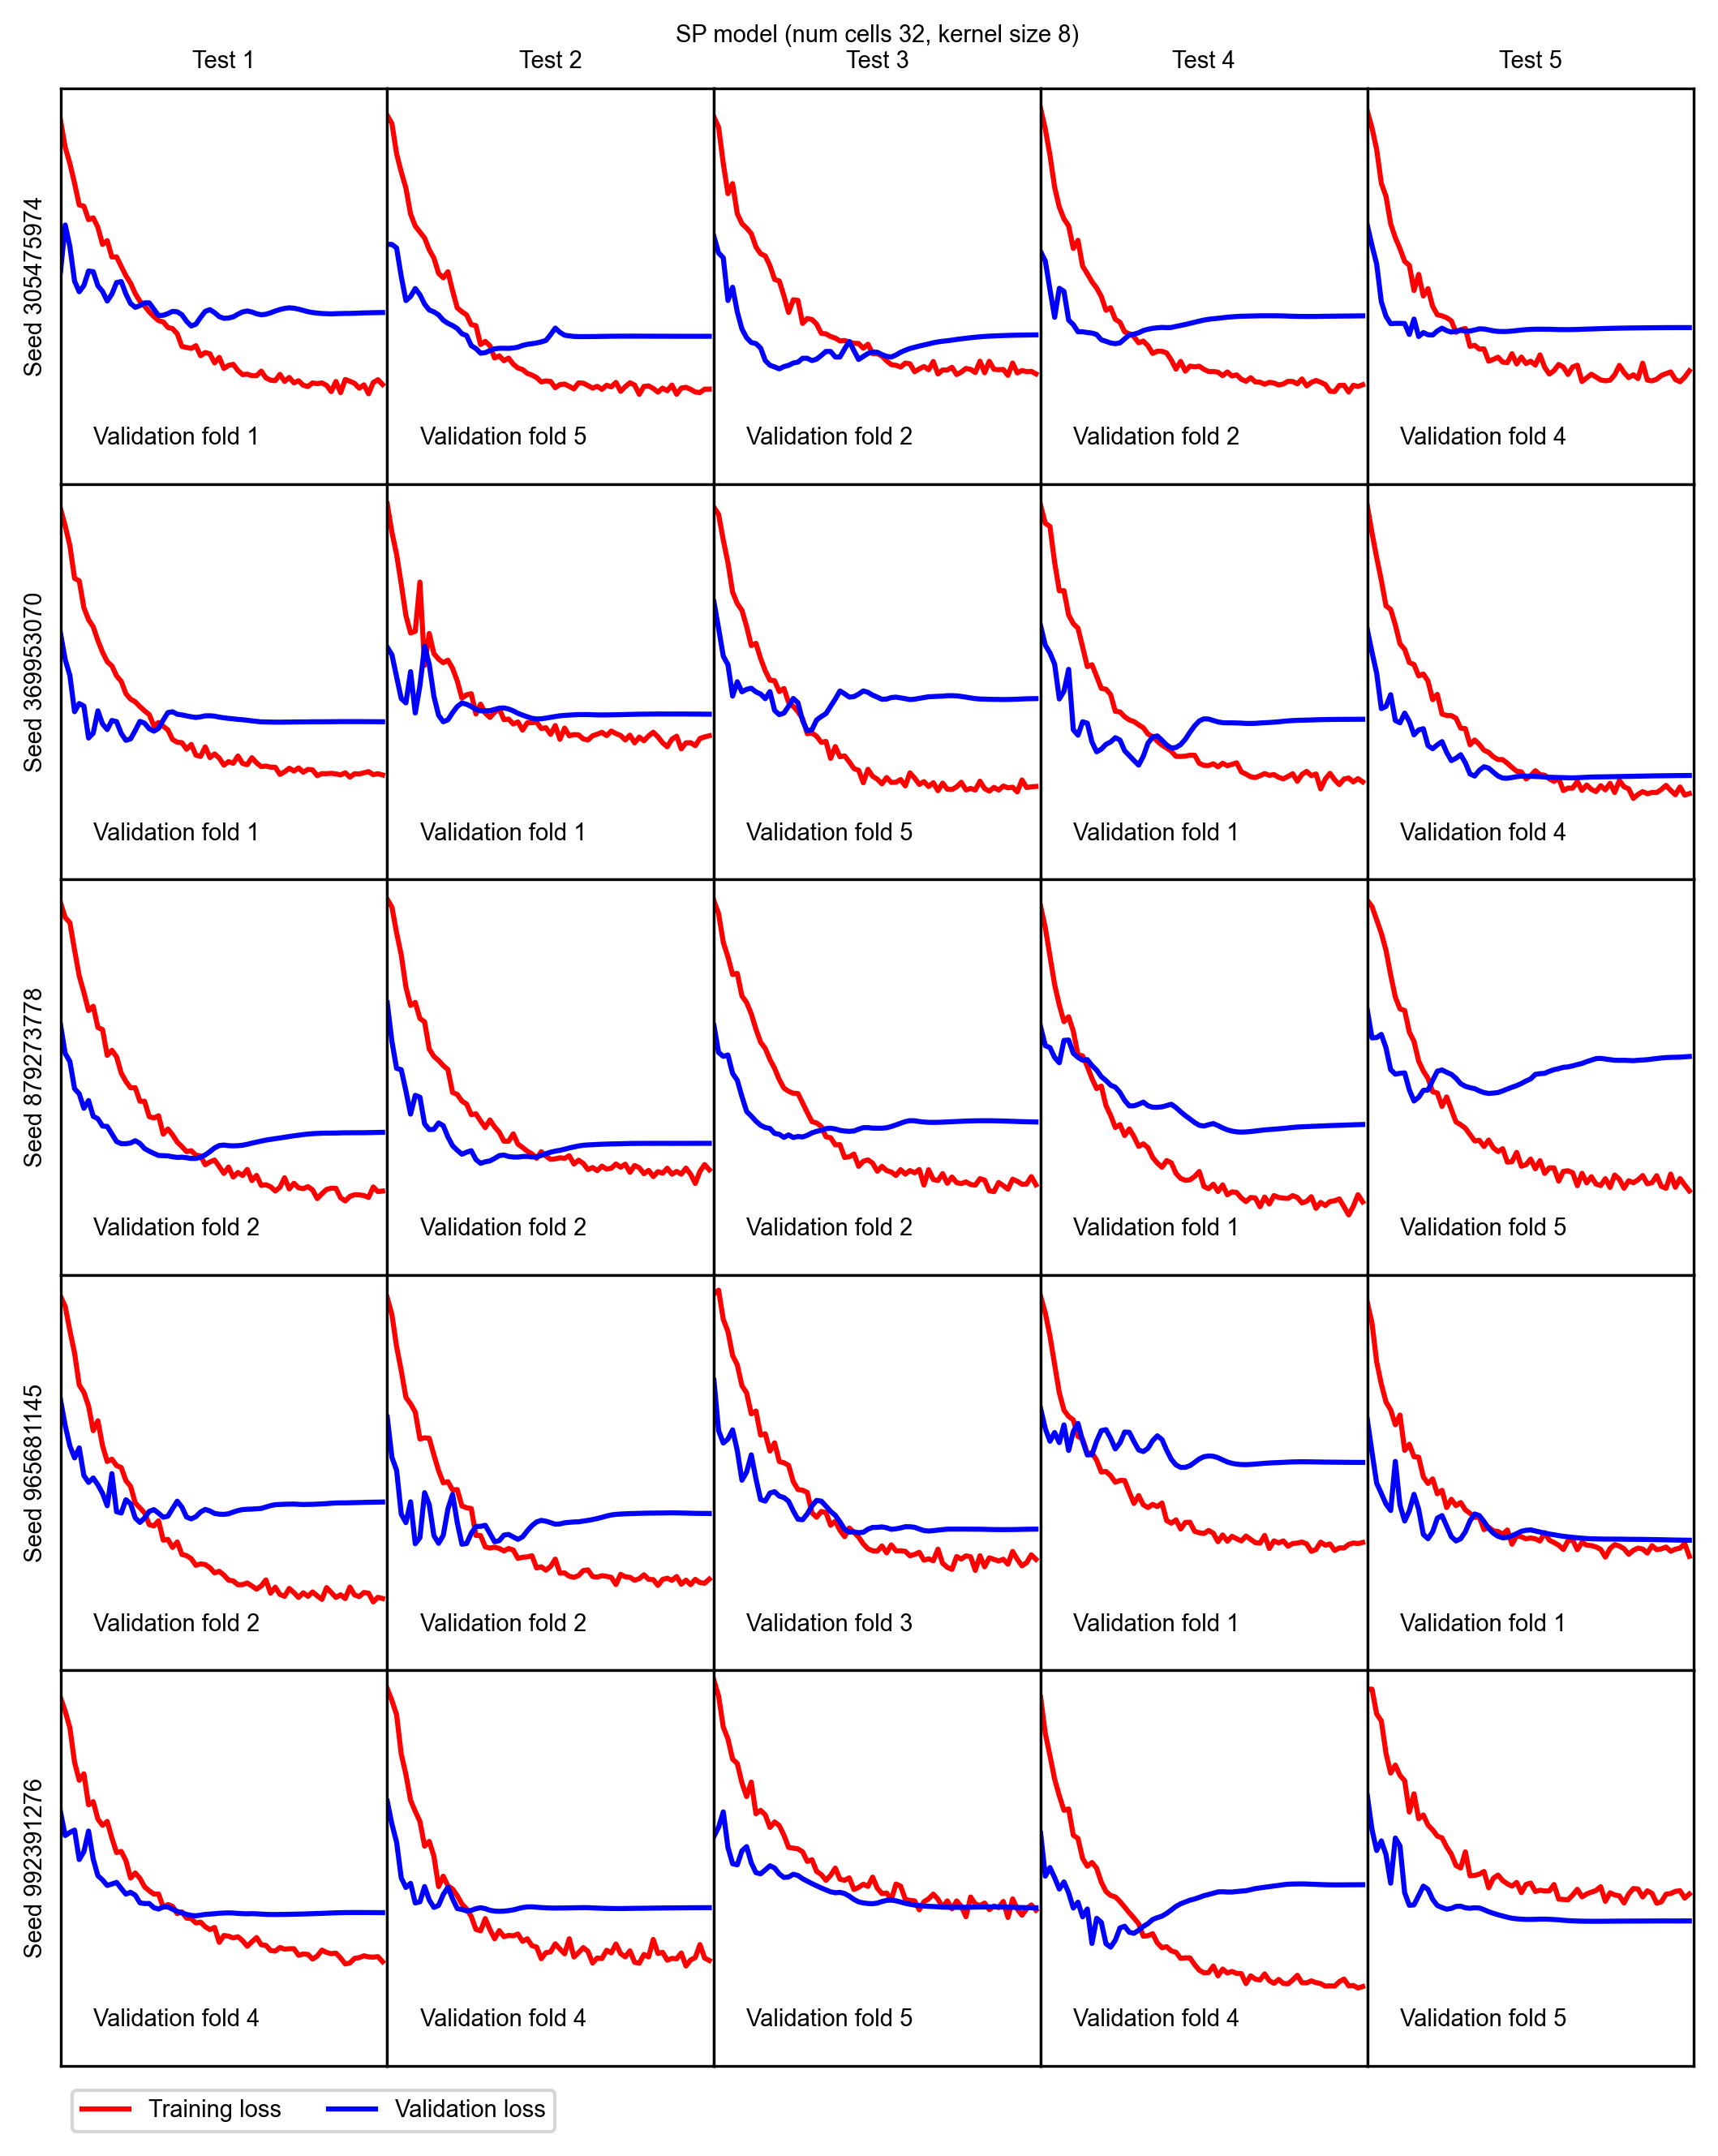 SP model (num cells 32, kernel size 8)
Test 1 Test 2 Test 3 Test 4 Test 5
Seed 305475974
Validation fold 1 Validation fold 5 Validation fold 2 Validation fold 2 Validation fold 4
Seed 369953070
Validation fold 1 Validation fold 1 Validation fold 5 Validation fold 1 Validation fold 4
Seed 879273778
Validation fold 2 Validation fold 2 Validation fold 2 Validation fold 1 Validation fold 5
Seed 965681145
Validation fold 2 Validation fold 2 Validation fold 3 Validation fold 1 Validation fold 1
Seed 992391276
Validation fold 4 Validation fold 4 Validation fold 5 Validation fold 4 Validation fold 5
Training loss Validation loss